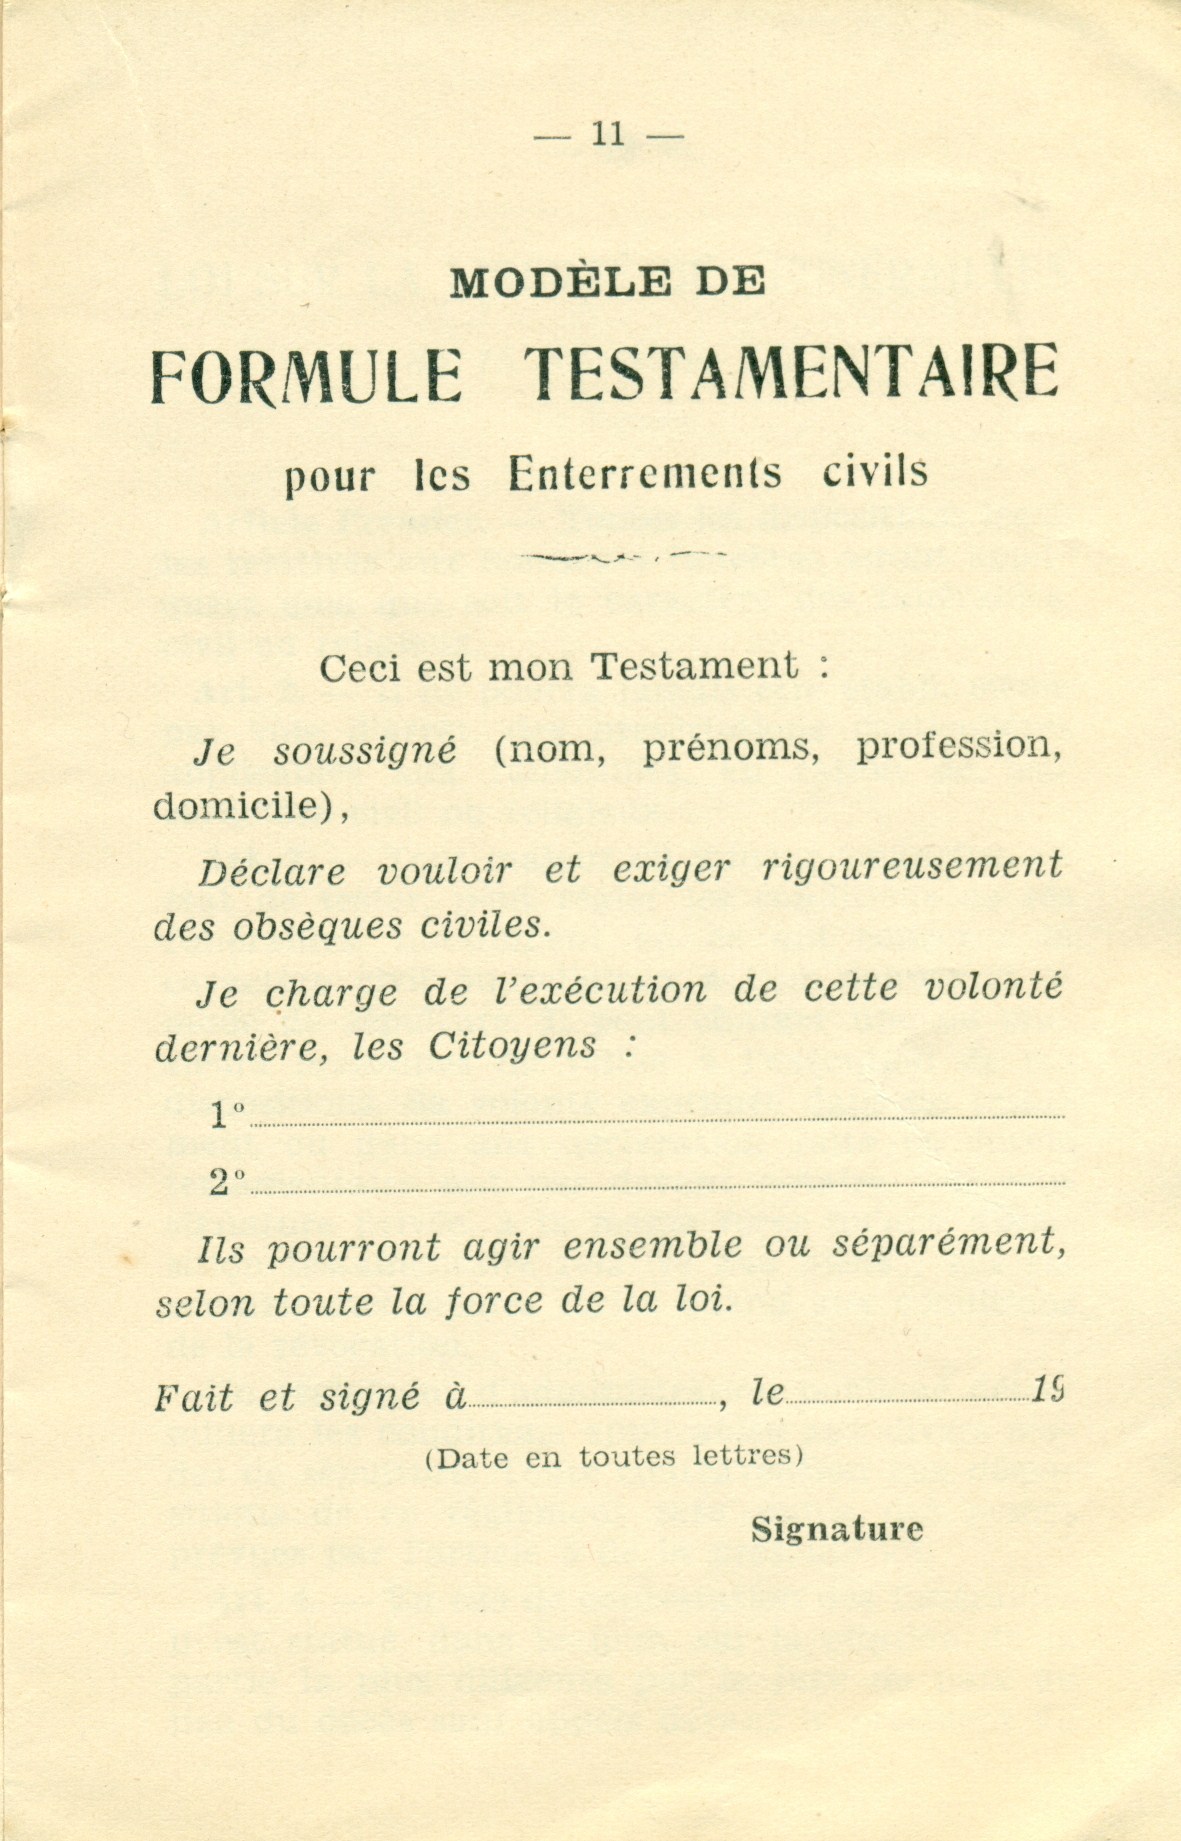 — 11 —
MODÈLE DE
FORMULE TESTAMENTAIRE
pour les Enterrements civils
Ceci est mon Testament :
Je soussigné (nom, prénoms, profession,
domicile),
Déclare vouloir et exiger rigoureusement
des obsèques civiles.
Je charge de l'exécution de cette volonté
dernière, les Citoyens :
1°
2°
Ils pourront agir ensemble ou séparément,
selon toute la force de la loi.
Fait et signé à , le 19
(Date en toutes lettres)
Signature